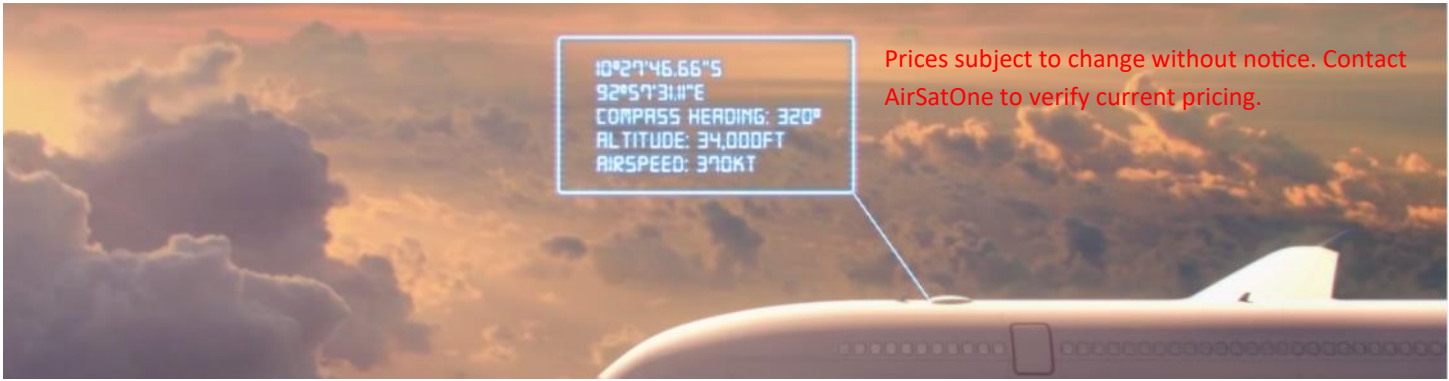 10°27'46.66"S
92°57'31.11"E
COMPASS HEADING: 320°
ALTITUDE: 34,000FT
AIRSPEED: 370KT
Prices subject to change without notice. Contact
AirSatOne to verify current pricing.